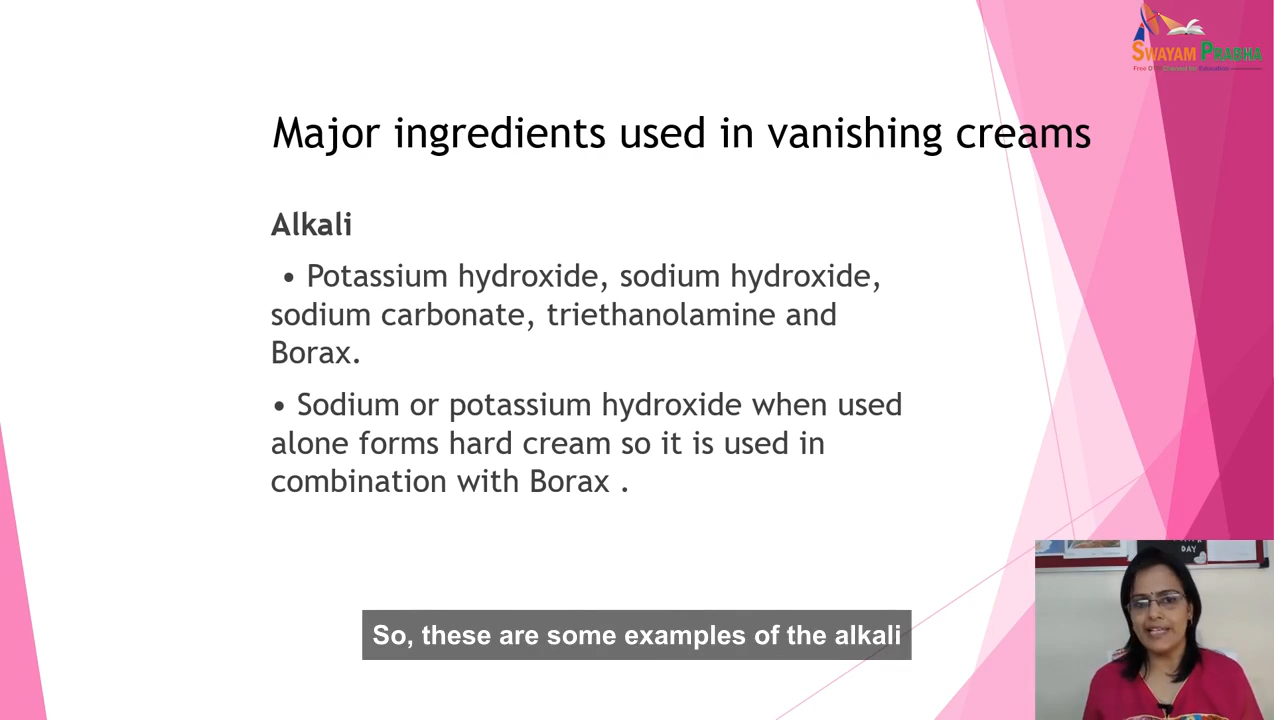 SWAYAM PRABHA
Major ingredients used in vanishing creams
Alkali
• Potassium hydroxide, sodium hydroxide,
sodium carbonate, triethanolamine and
Borax.
• Sodium or potassium hydroxide when used
alone forms hard cream so it is used in
combination with Borax .
DAY
So, these are some examples of the alkali